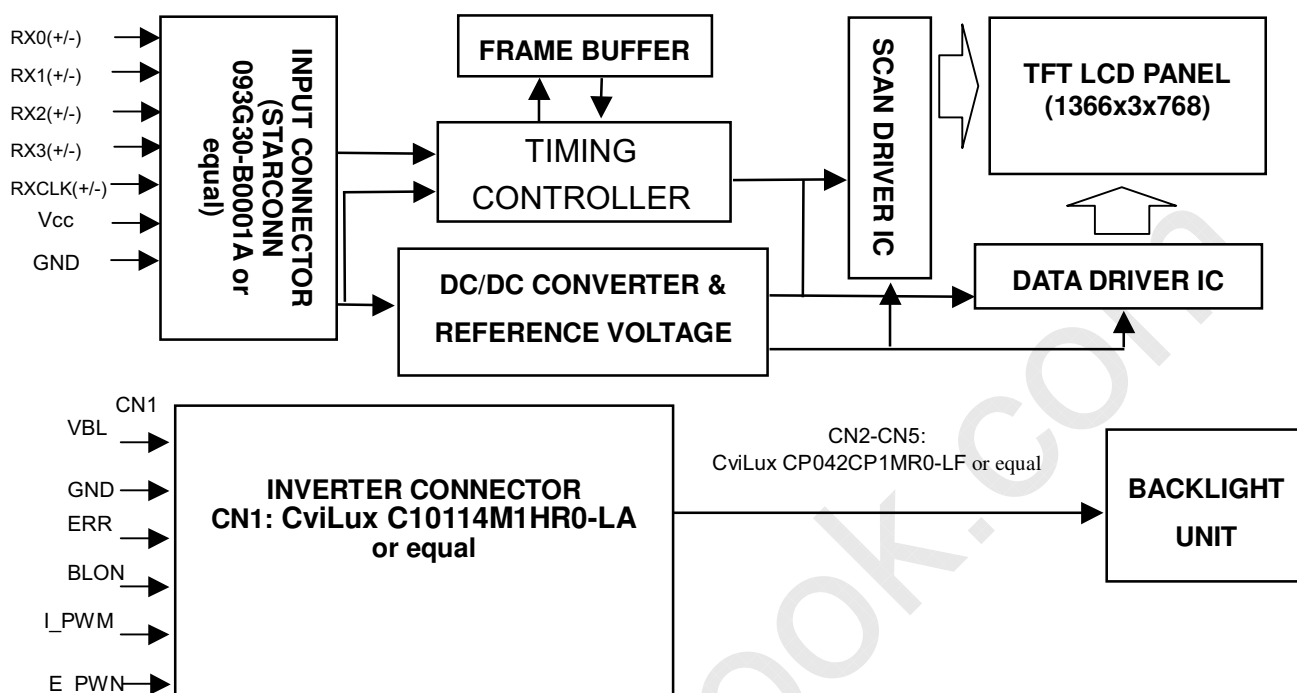 RX0(+/-)
RX1(+/-)
RX2(+/-)
RX3(+/-)
RXCLK(+/-)
Vcc
GND
INPUT CONNECTOR
(STARCONN
093G30-B0001A or
equal)
FRAME BUFFER
TIMING
CONTROLLER
DC/DC CONVERTER &
REFERENCE VOLTAGE
SCAN DRIVER IC
TFT LCD PANEL
(1366x3x768)
DATA DRIVER IC
CN1
VBL
GND
ERR
BLON
I_PWM
E_PWN
INVERTER CONNECTOR
CN1: CviLux C10114M1HR0-LA
or equal
CN2-CN5:
CviLux CP042CP1MR0-LF or equal
BACKLIGHT
UNIT
ook.com